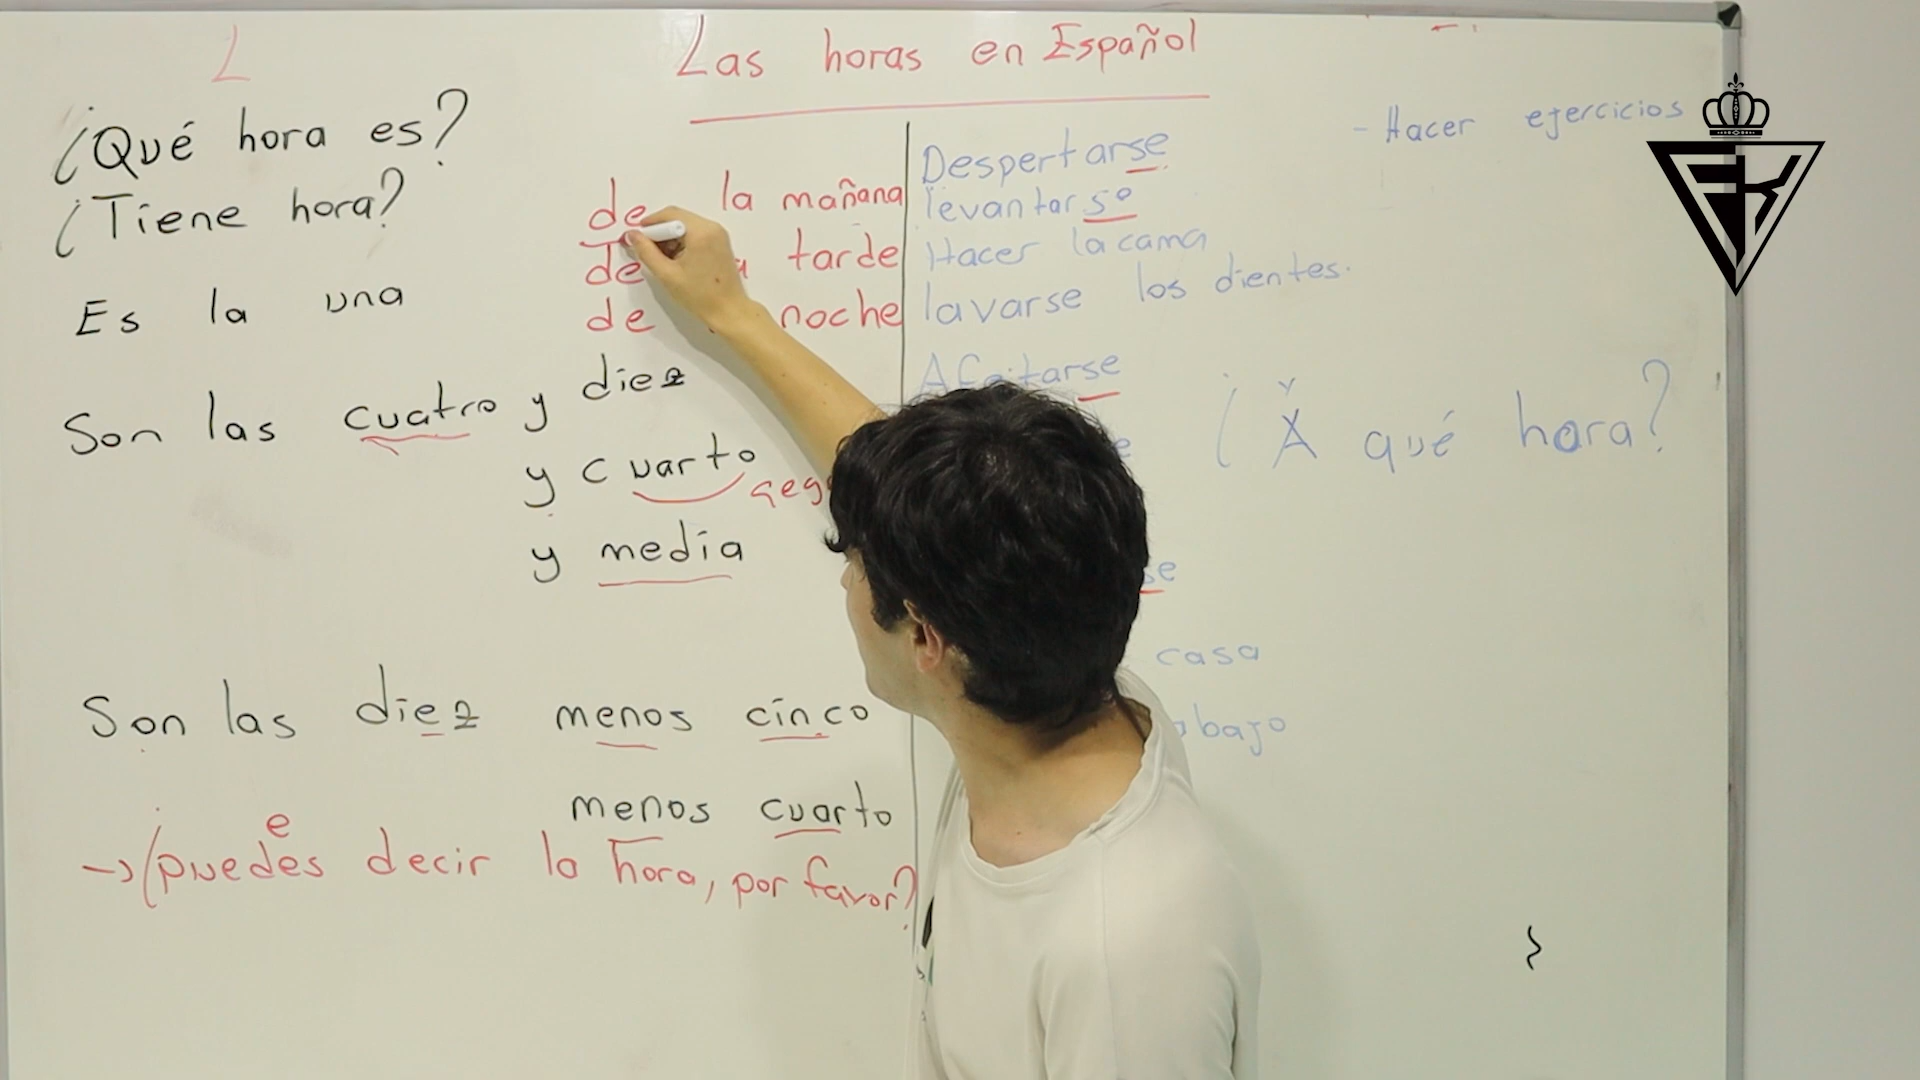 Las horas en Español
¿Qué hora es?
¿Tiene hora?
Es la una
de la mañana
de tarde
de noche
Son las cuatro y diez
y cuarto
y media
Son las diez menos cinco
menos cuarto
e
→ ¿puedes decir la hora, por favor?
Despertarse
levantarse
Hacer la cama
lavarse los dientes.
Afeitarse
casa
- Hacer ejercicios
y
¿A qué hora?
FK